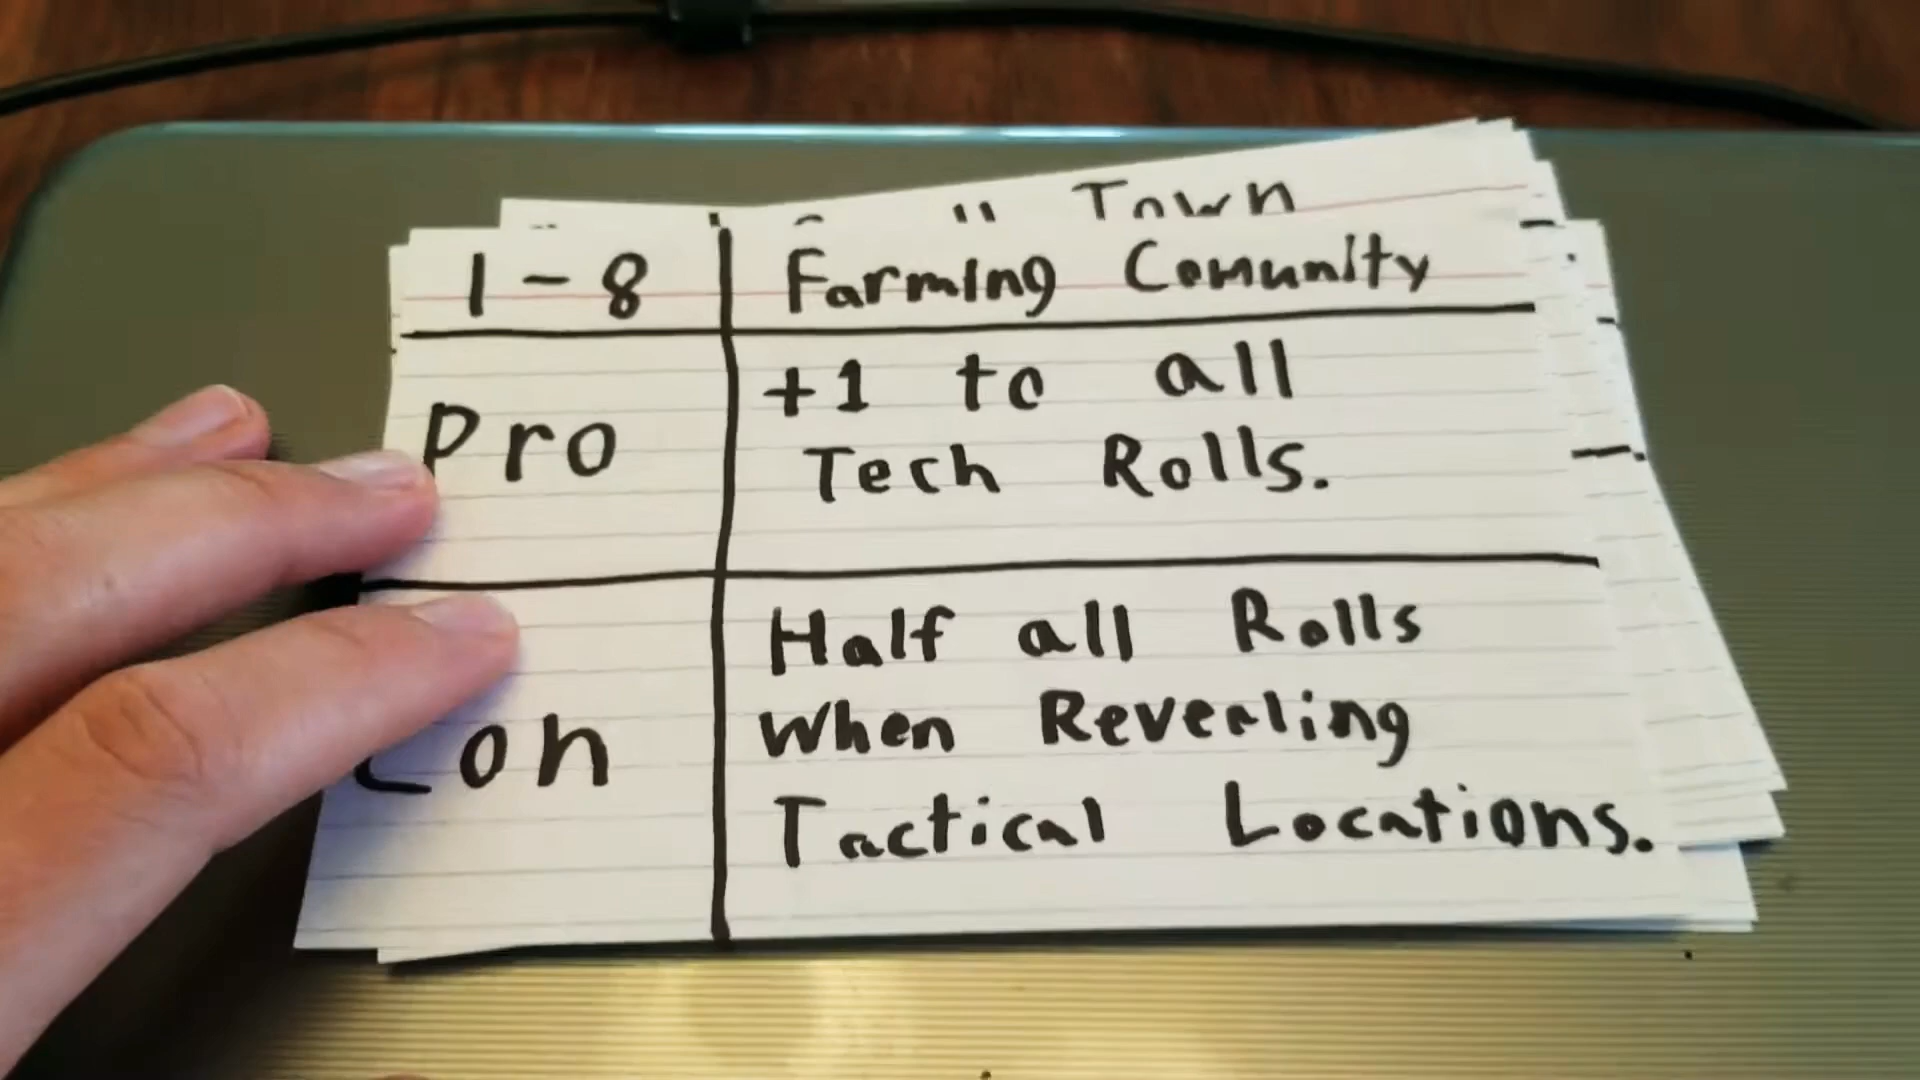 Town
1-8 Farming Comunity
Pro +1 to all
Tech Rolls.
Con Half all Rolls
When Revealing
Tactical Locations.